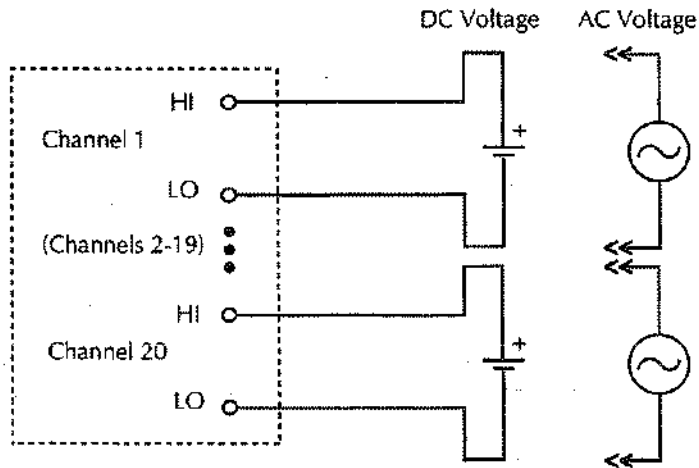 DC Voltage AC Voltage
HI
Channel 1
+
LO
(Channels 2-19)
HI
Channel 20
+
LO